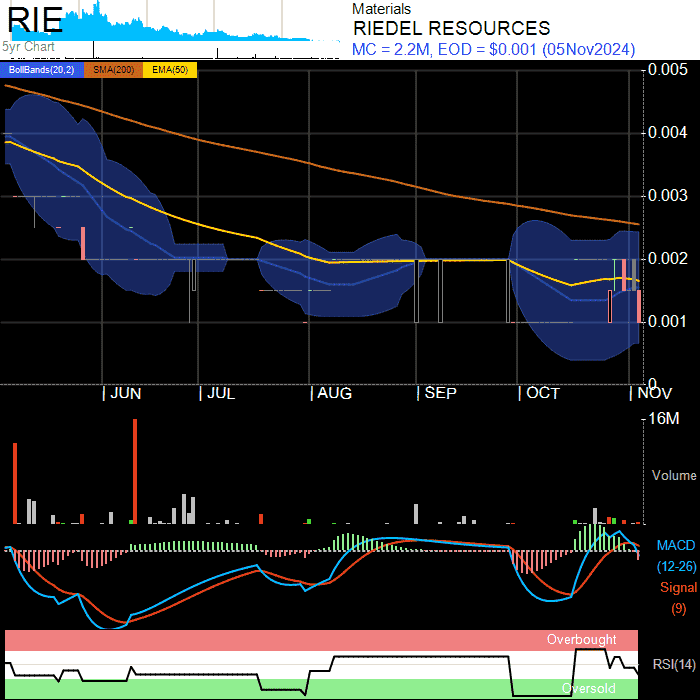 RIE
5yr Chart
Materials
RIEDEL RESOURCES
MC = 2.2M, EOD = $0.001 (05Nov2024)
BollBands(20,2) SMA(200) EMA(50)
0.005
0.004
0.003
0.002
0.001
0
JUN JUL AUG SEP OCT NOV
16M
Volume
MACD
(12-26)
Signal
(9)
Overbought
RSI(14)
Oversold